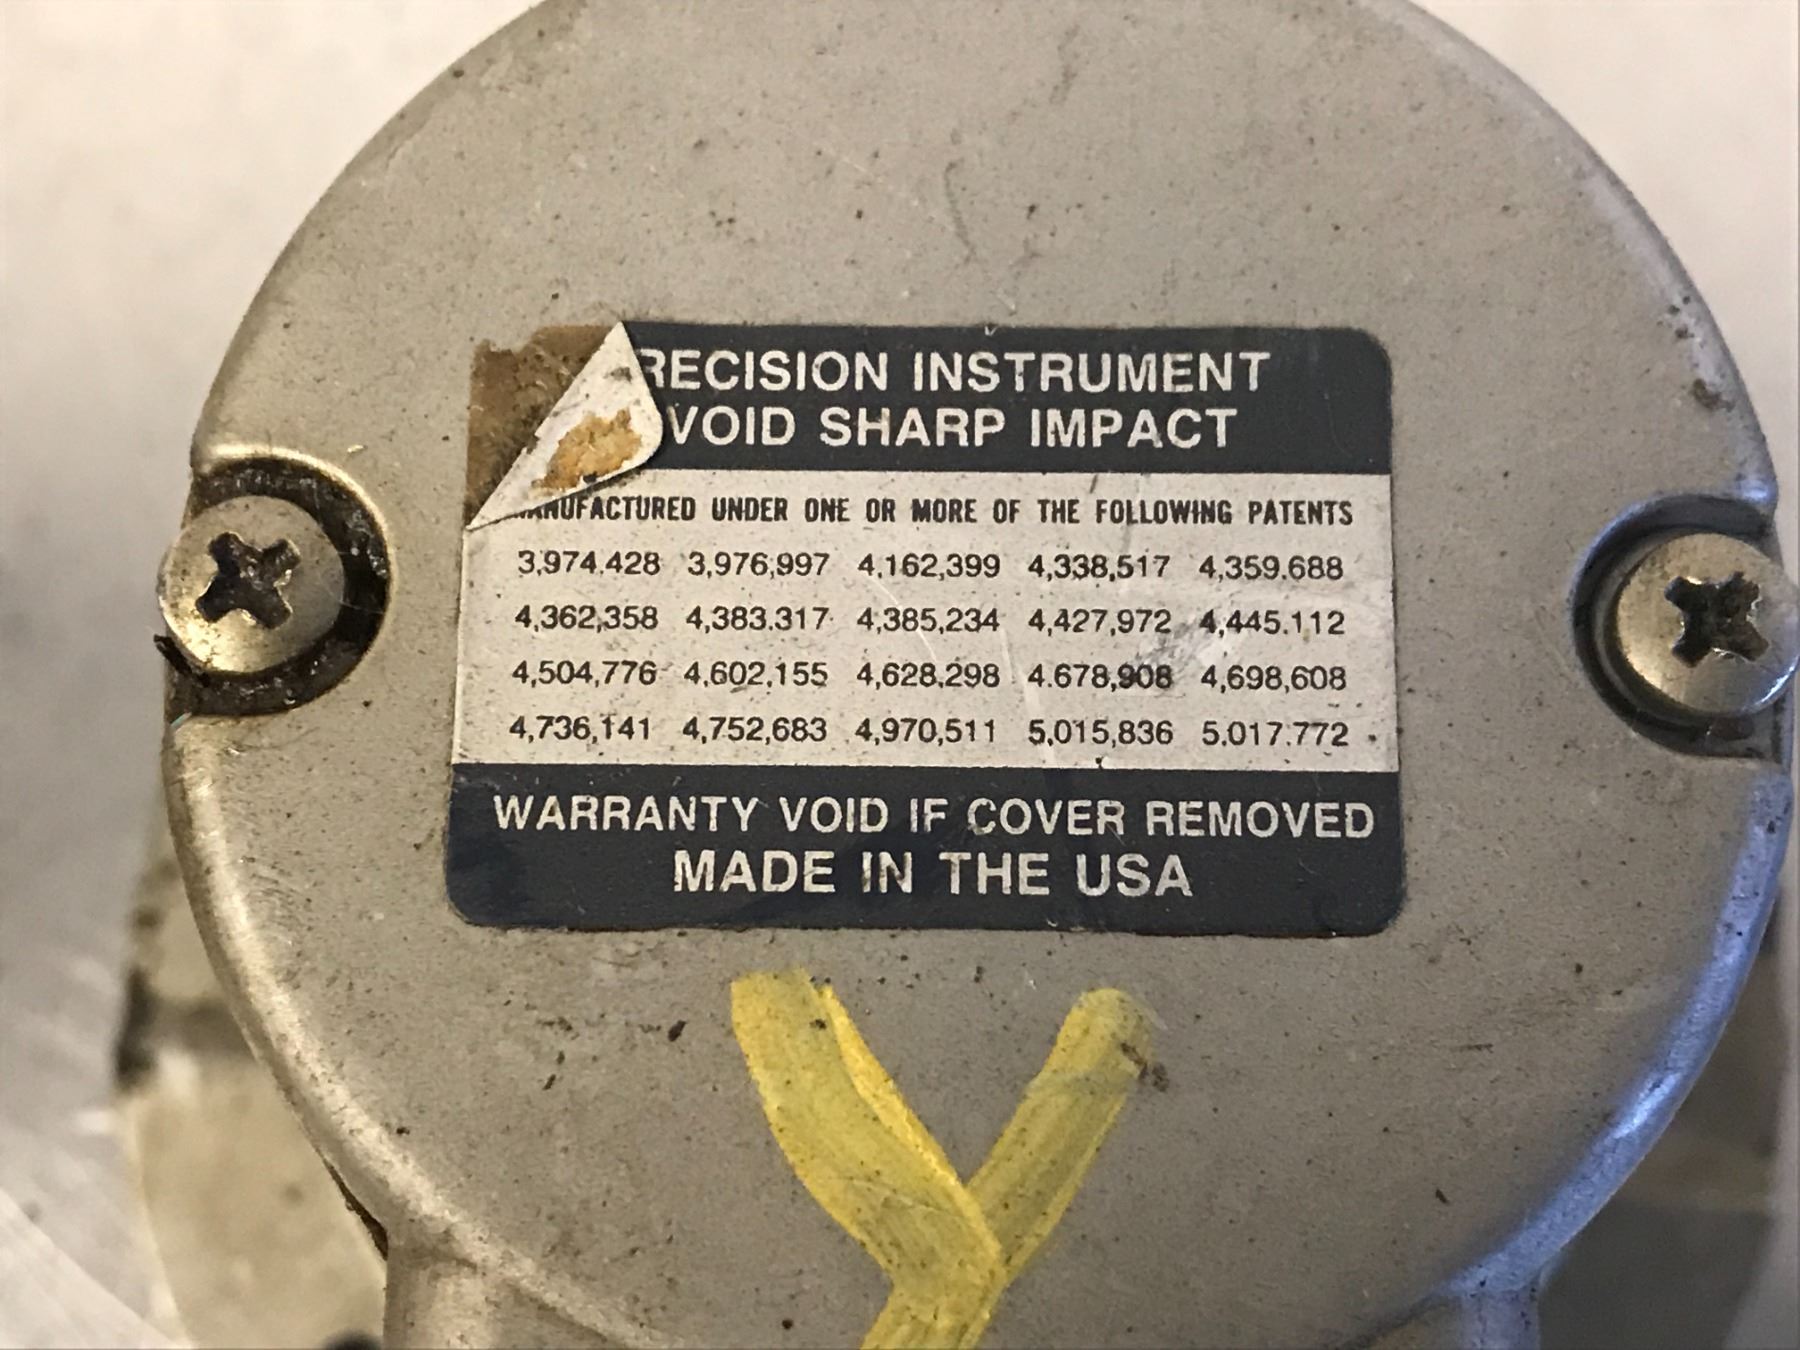 RECISION INSTRUMENT
VOID SHARP IMPACT
MANUFACTURED UNDER ONE OR MORE OF THE FOLLOWING PATENTS
3,974.428 3,976,997 4,162,399 4,338,517 4,359.688
4,362,358 4,383.317 4,385,234 4,427,972 4,445.112
4,504,776 4,602,155 4,628,298 4.678,908 4,698,608
4,736,141 4,752,683 4,970,511 5,015,836 5.017.772
WARRANTY VOID IF COVER REMOVED
MADE IN THE USA
Y